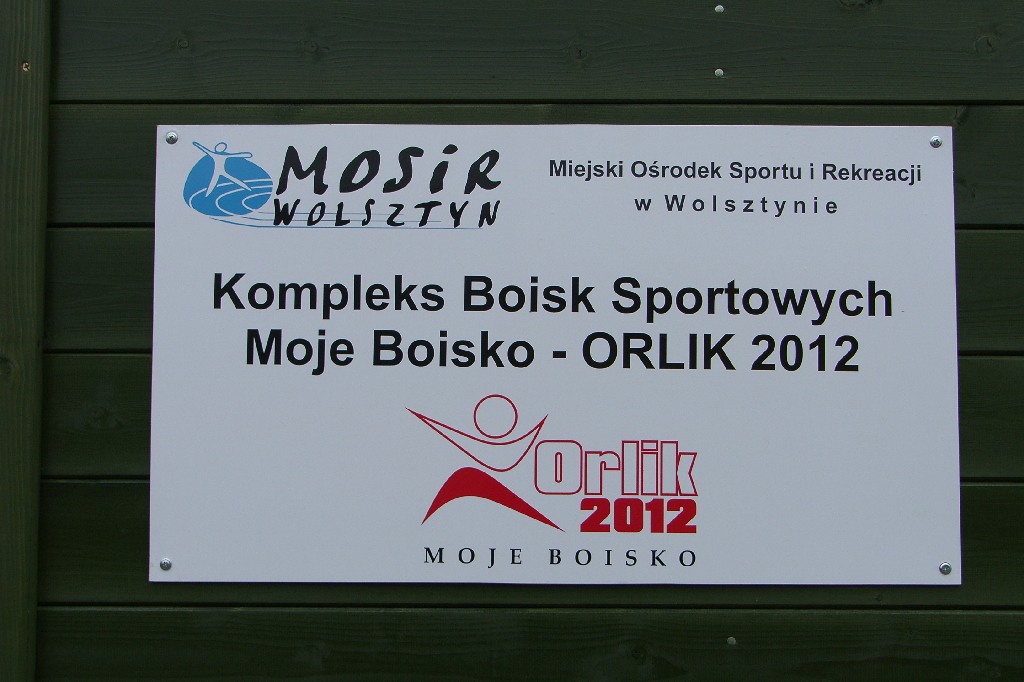 MOSiR
WOLSZTYN
Miejski Ośrodek Sportu i Rekreacji
w Wolsztynie
Kompleks Boisk Sportowych
Moje Boisko - ORLIK 2012
Orlik
2012
MOJE BOISKO